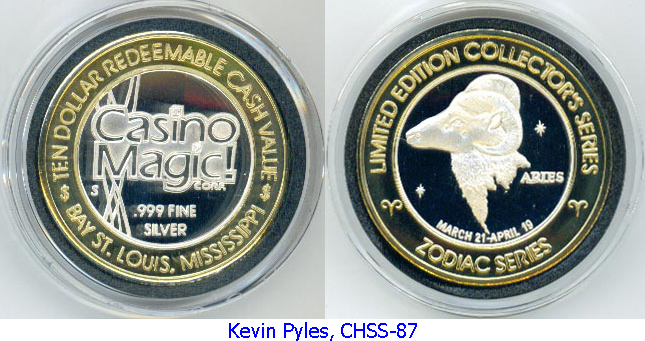 TEN DOLLAR REDEEMABLE CASH VALUE
Casino
Magic!
CORP.
S
.999 FINE
SILVER
$ BAY ST. LOUIS, MISSISSIPPI $
LIMITED EDITION COLLECTOR'S SERIES
ARIES
MARCH 21-APRIL 19
ZODIAC SERIES
Kevin Pyles, CHSS-87